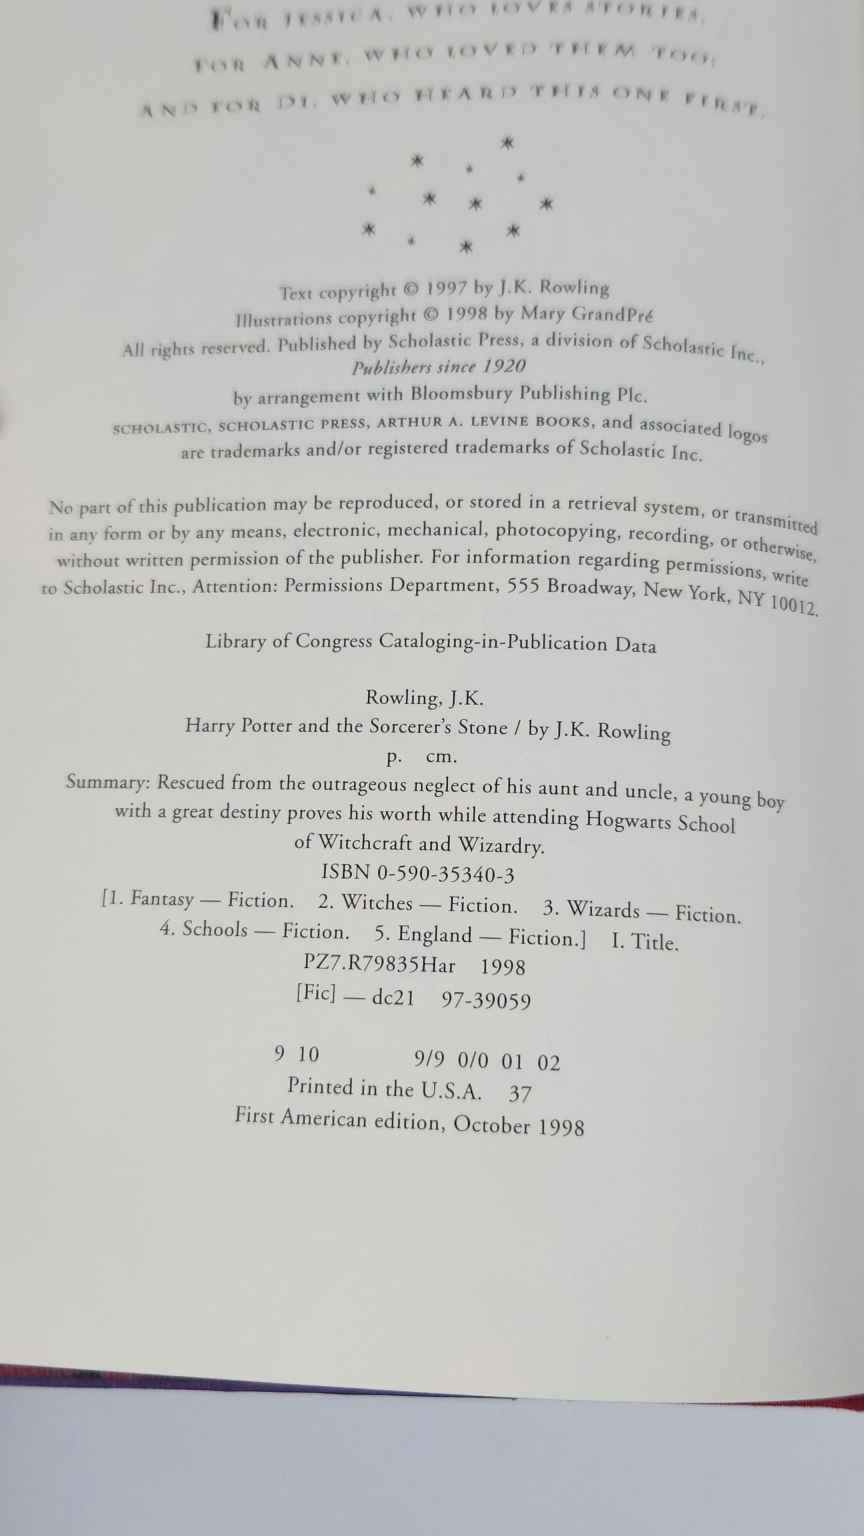 FOR JESSICA, WHO LOVES STORIES,
FOR ANNE, WHO LOVED THEM TOO;
AND FOR DI, WHO HEARD THIS ONE FIRST.
Text copyright © 1997 by J.K. Rowling
Illustrations copyright © 1998 by Mary GrandPré
All rights reserved. Published by Scholastic Press, a division of Scholastic Inc.,
Publishers since 1920
by arrangement with Bloomsbury Publishing Plc.
SCHOLASTIC, SCHOLASTIC PRESS, ARTHUR A. LEVINE BOOKS, and associated logos
are trademarks and/or registered trademarks of Scholastic Inc.
No part of this publication may be reproduced, or stored in a retrieval system, or transmitted
in any form or by any means, electronic, mechanical, photocopying, recording, or otherwise,
without written permission of the publisher. For information regarding permissions, write
to Scholastic Inc., Attention: Permissions Department, 555 Broadway, New York, NY 10012.
Library of Congress Cataloging-in-Publication Data
Rowling, J.K.
Harry Potter and the Sorcerer's Stone / by J.K. Rowling
p. cm.
Summary: Rescued from the outrageous neglect of his aunt and uncle, a young boy
with a great destiny proves his worth while attending Hogwarts School
of Witchcraft and Wizardry.
ISBN 0-590-35340-3
[1. Fantasy — Fiction. 2. Witches — Fiction. 3. Wizards — Fiction.
4. Schools — Fiction. 5. England — Fiction.] I. Title.
PZ7.R79835Har 1998
[Fic] — dc21 97-39059
9 10 9/9 0/0 01 02
Printed in the U.S.A. 37
First American edition, October 1998